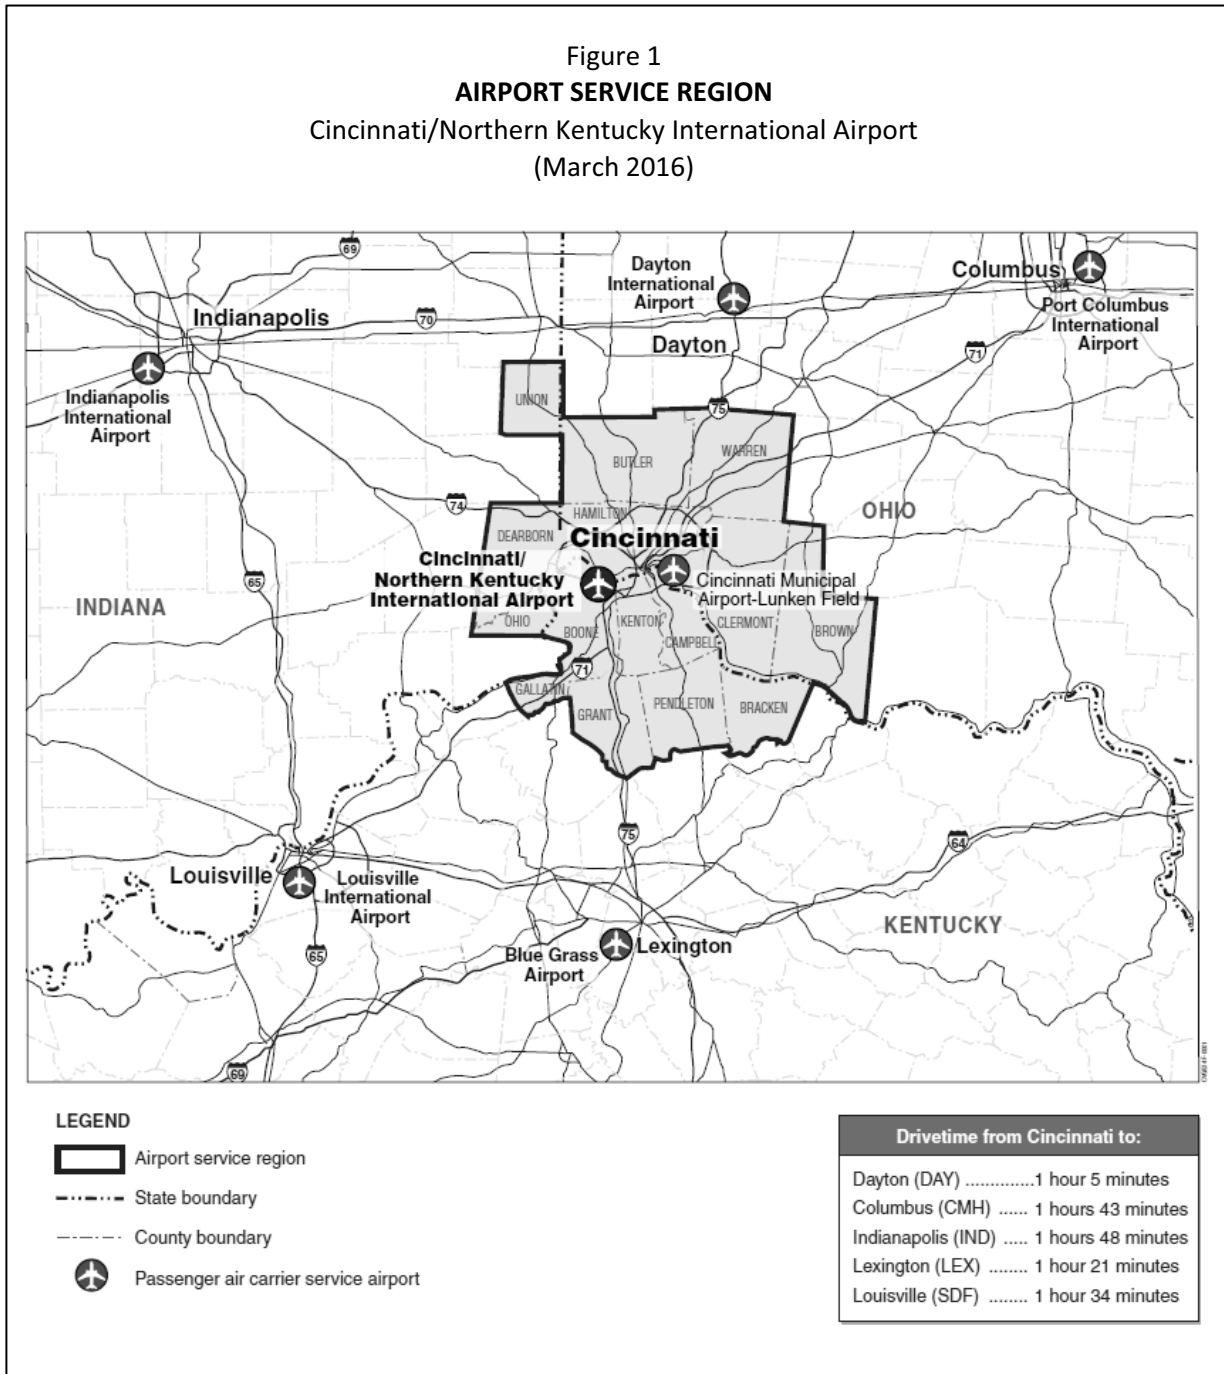 Figure 1
AIRPORT SERVICE REGION
Cincinnati/Northern Kentucky International Airport
(March 2016)
69
Dayton
International
Airport
Columbus
Port Columbus
International
Airport
Indianapolis
70
Dayton
71
Indianapolis
International
Airport
UNION
75
BUTLER
WARREN
74
HAMILTON
OHIO
DEARBORN
Cincinnati
Cincinnati/
Northern Kentucky
International Airport
Cincinnati Municipal
Airport-Lunken Field
65
INDIANA
OHIO
BOONE
KENTON
CAMPBELL
CLERMONT
BROWN
71
GALLATIN
GRANT
PENDLETON
BRACKEN
75
64
Louisville
Louisville
International
Airport
KENTUCKY
65
Blue Grass
Airport
Lexington
69
LEGEND
Airport service region
State boundary
County boundary
Passenger air carrier service airport
Drivetime from Cincinnati to:
Dayton (DAY) ..............1 hour 5 minutes
Columbus (CMH) ...... 1 hours 43 minutes
Indianapolis (IND) ..... 1 hours 48 minutes
Lexington (LEX) ........ 1 hour 21 minutes
Louisville (SDF) ........ 1 hour 34 minutes